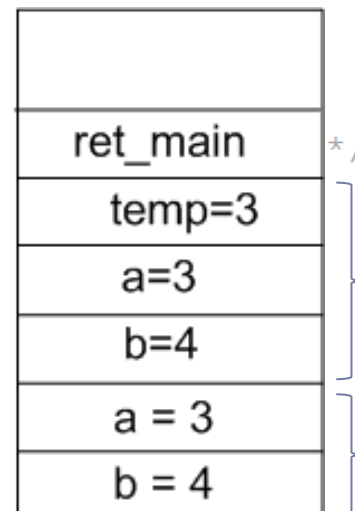 ret_main
*/
temp=3
a=3
b=4
a = 3
b = 4